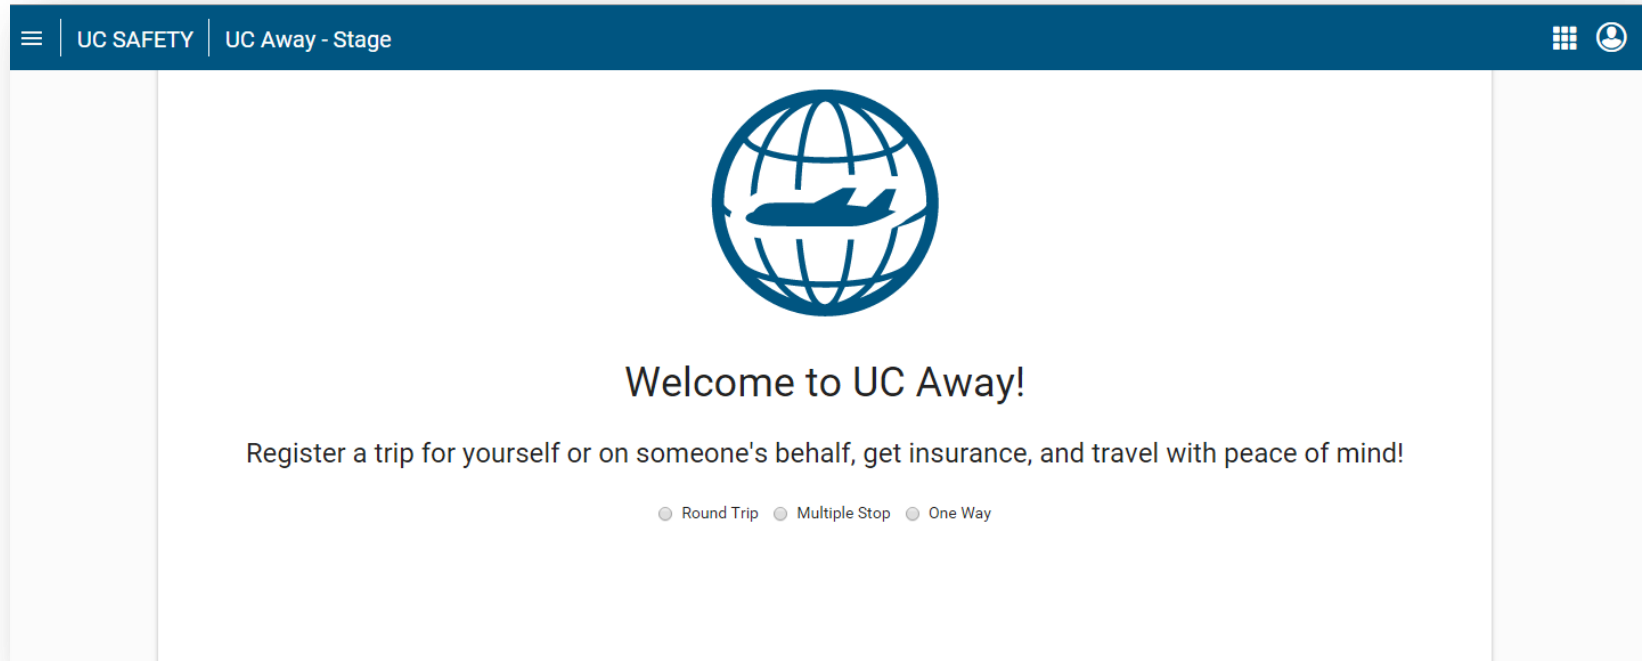 UC SAFETY UC Away - Stage
Welcome to UC Away!
Register a trip for yourself or on someone's behalf, get insurance, and travel with peace of mind!
Round Trip Multiple Stop One Way